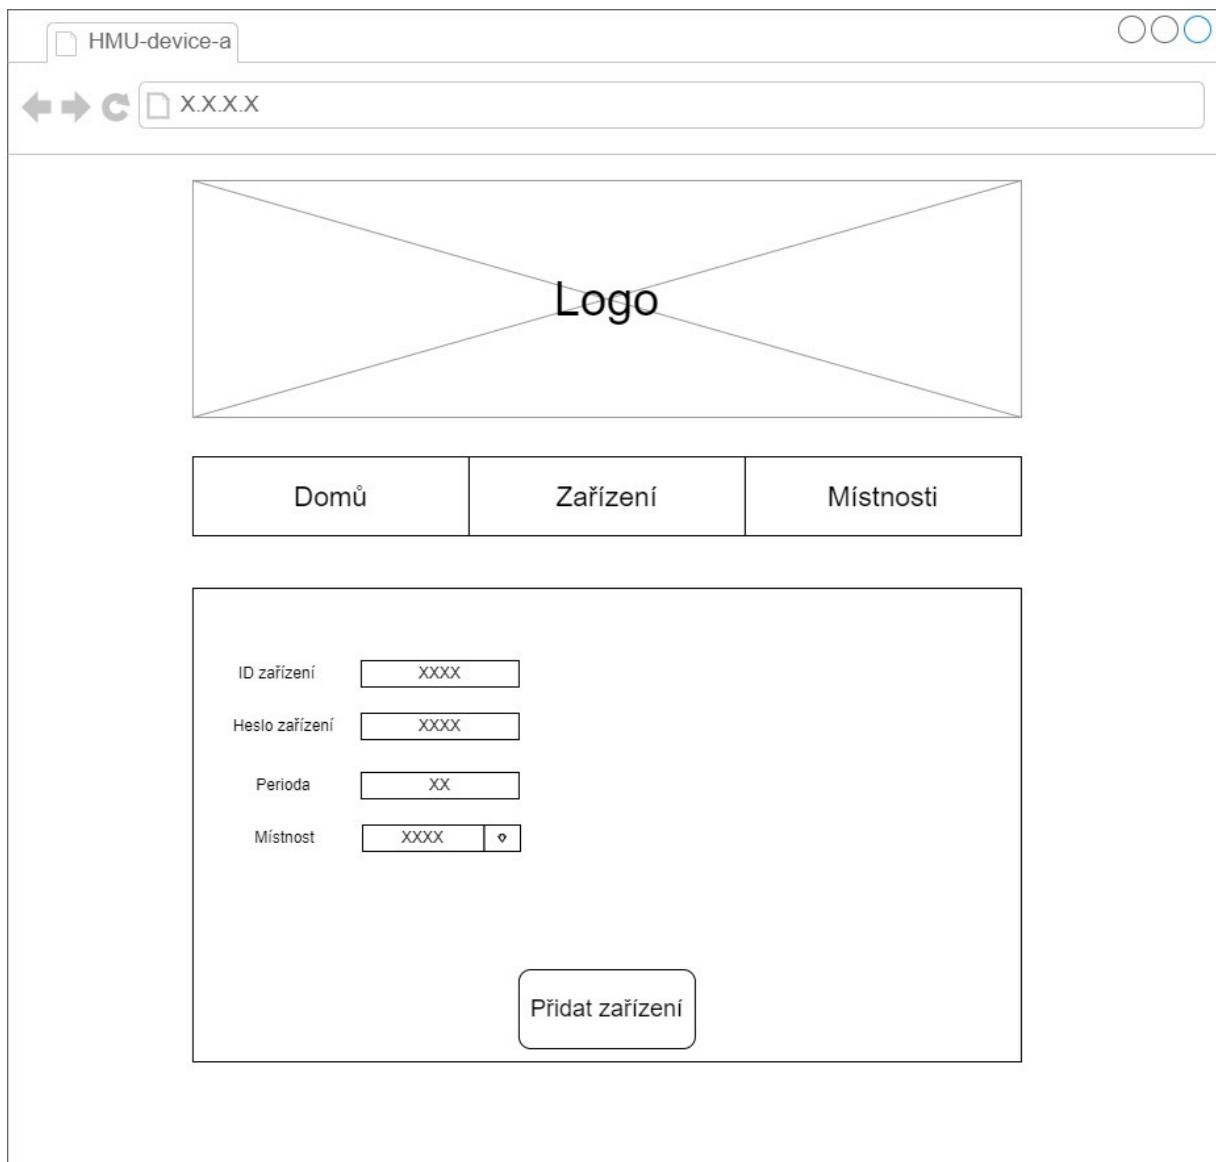 HMU-device-a
X.X.X.X
Logo
Domů Zařízení Místnosti
ID zařízení XXXX
Heslo zařízení XXXX
Perioda XX
Místnost XXXX
Přidat zařízení